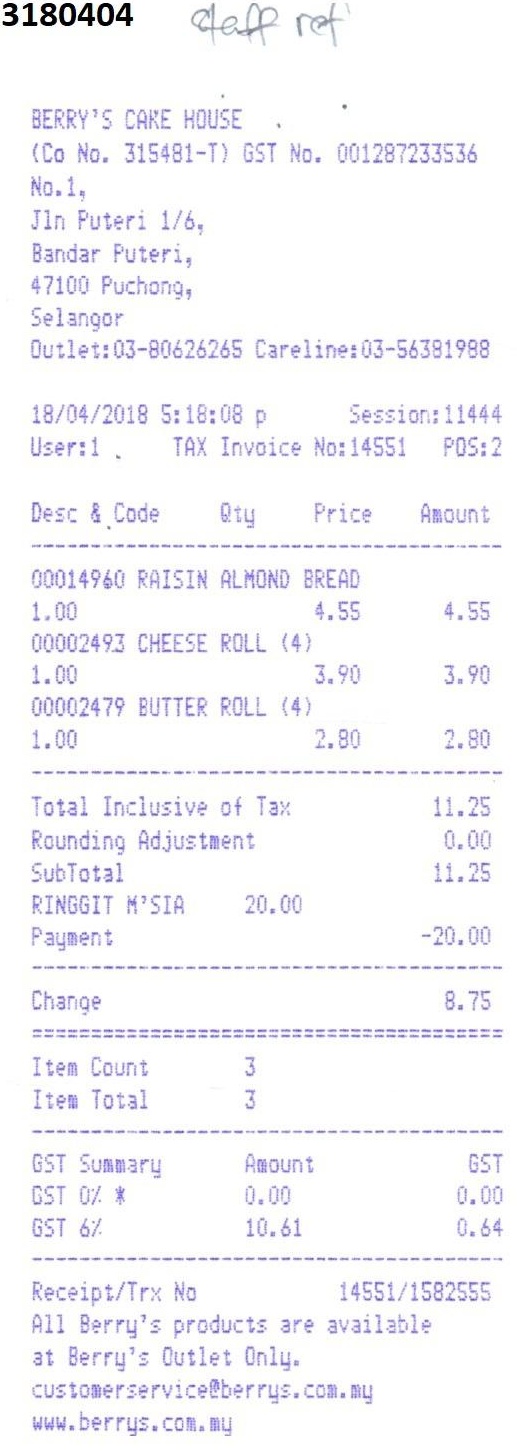 3180404
staff ref
BERRY'S CAKE HOUSE
(Co No. 315481-T) GST No. 001287233536
No.1,
Jln Puteri 1/6,
Bandar Puteri,
47100 Puchong,
Selangor
Outlet:03-80626265 Careline:03-56381988
18/04/2018 5:18:08 p Session:11444
User:1 TAX Invoice No:14551 POS:2
Desc & Code Qty Price Amount
00014960 RAISIN ALMOND BREAD
1.00 4.55 4.55
00002493 CHEESE ROLL (4)
1.00 3.90 3.90
00002479 BUTTER ROLL (4)
1.00 2.80 2.80
Total Inclusive of Tax 11.25
Rounding Adjustment 0.00
SubTotal 11.25
RINGGIT M'SIA 20.00
Payment -20.00
Change 8.75
Item Count 3
Item Total 3
GST Summary Amount GST
GST 0% * 0.00 0.00
GST 6% 10.61 0.64
Receipt/Trx No 14551/1582555
All Berry's products are available
at Berry's Outlet Only.
customerservice@berrys.com.my
www.berrys.com.my